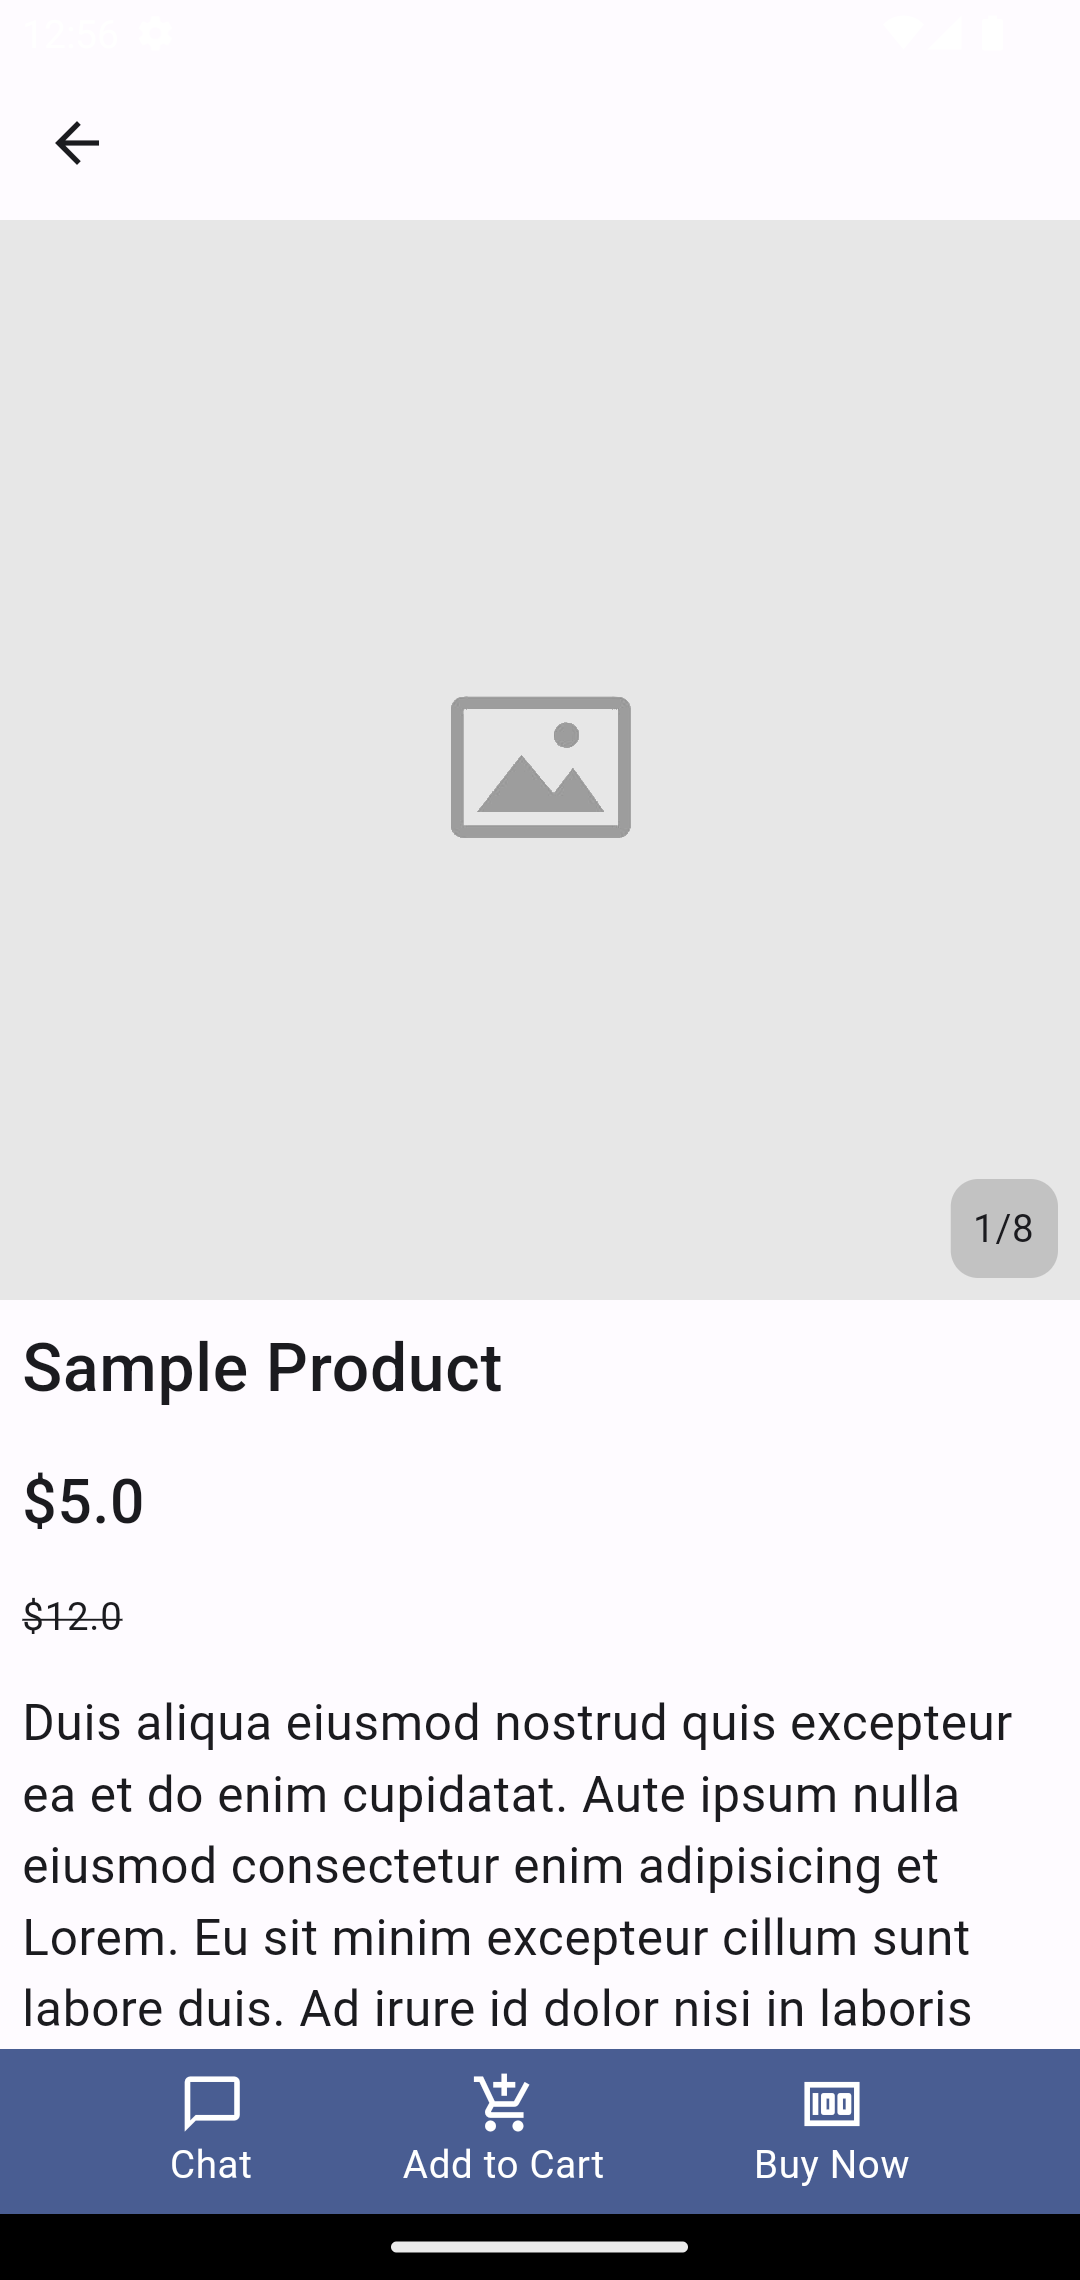 12:56
1/8
Sample Product
$5.0
$12.0
Duis aliqua eiusmod nostrud quis excepteur
ea et do enim cupidatat. Aute ipsum nulla
eiusmod consectetur enim adipisicing et
Lorem. Eu sit minim excepteur cillum sunt
labore duis. Ad irure id dolor nisi in laboris
Chat
Add to Cart
Buy Now